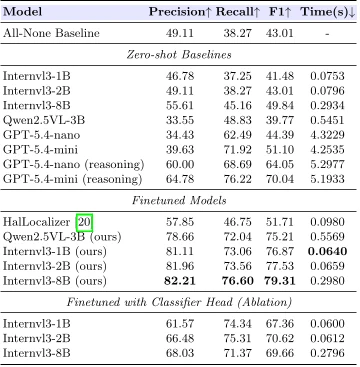 Model Precision↑ Recall↑ F1↑ Time(s)↓
All-None Baseline 49.11 38.27 43.01 -
Zero-shot Baselines
Internvl3-1B 46.78 37.25 41.48 0.0753
Internvl3-2B 49.11 38.27 43.01 0.0796
Internvl3-8B 55.61 45.16 49.84 0.2934
Qwen2.5VL-3B 33.55 48.83 39.77 0.5451
GPT-5.4-nano 34.43 62.49 44.39 4.3229
GPT-5.4-mini 39.63 71.92 51.10 4.2535
GPT-5.4-nano (reasoning) 60.00 68.69 64.05 5.2977
GPT-5.4-mini (reasoning) 64.78 76.22 70.04 5.1933
Finetuned Models
HalLocalizer [20] 57.85 46.75 51.71 0.0980
Qwen2.5VL-3B (ours) 78.66 72.04 75.21 0.5569
Internvl3-1B (ours) 81.11 73.06 76.87 0.0640
Internvl3-2B (ours) 81.96 73.56 77.53 0.0659
Internvl3-8B (ours) 82.21 76.60 79.31 0.2980
Finetuned with Classifier Head (Ablation)
Internvl3-1B 61.57 74.34 67.36 0.0600
Internvl3-2B 66.48 75.31 70.62 0.0612
Internvl3-8B 68.03 71.37 69.66 0.2796